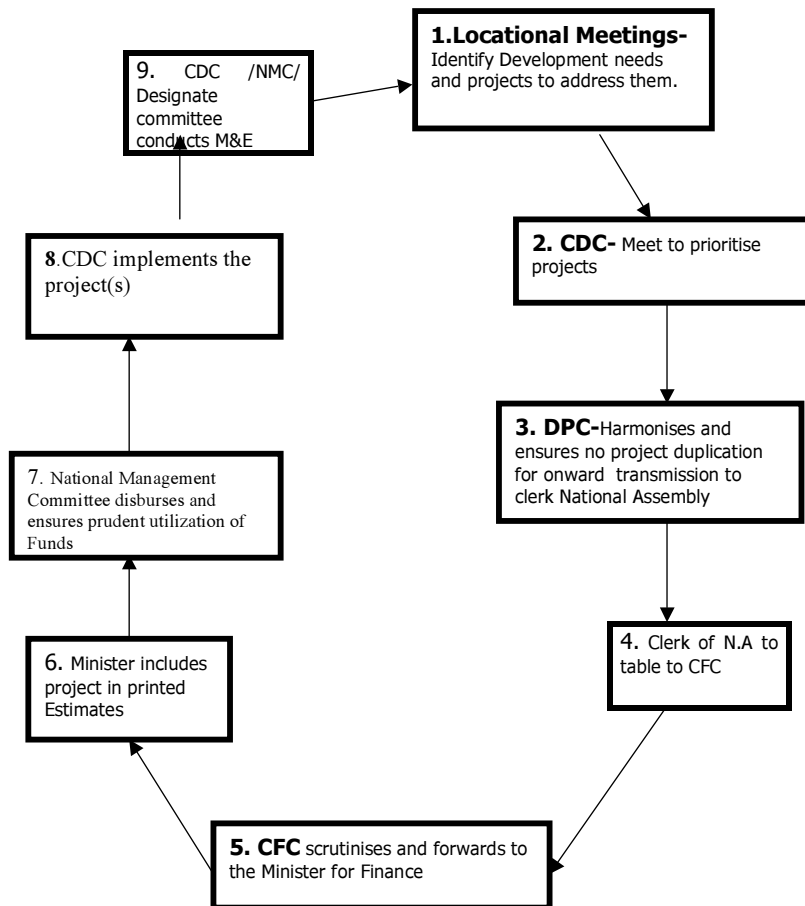 1.Locational Meetings-
Identify Development needs
and projects to address them.
2. CDC- Meet to prioritise
projects
3. DPC-Harmonises and
ensures no project duplication
for onward transmission to
clerk National Assembly
4. Clerk of N.A to
table to CFC
5. CFC scrutinises and forwards to
the Minister for Finance
6. Minister includes
project in printed
Estimates
7. National Management
Committee disburses and
ensures prudent utilization of
Funds
8.CDC implements the
project(s)
9. CDC /NMC/
Designate
committee
conducts M&E